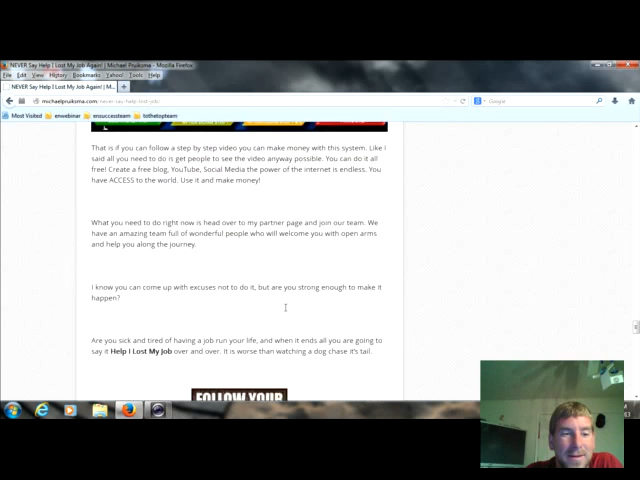 NEVER Say Help I Lost My Job Again! | Michael Pruiksma - Mozilla Firefox
File Edit View History Bookmarks Yahoo Tools Help
NEVER Say Help I Lost My Job Again! | M...
michaelpruiksma.com/never-say-help-lost-job/
Google
Most Visited enwebinar ensuccessteam tothetopteam
That is if you can follow a step by step video you can make money with this system. Like I
said all you need to do is get people to see the video anyway possible. You can do it all
free! Create a free blog, YouTube, Social Media the power of the internet is endless. You
have ACCESS to the world. Use it and make money!
What you need to do right now is head over to my partner page and join our team. We
have an amazing team full of wonderful people who will welcome you with open arms
and help you along the journey.
I know you can come up with excuses not to do it, but are you strong enough to make it
happen?
Are you sick and tired of having a job run your life, and when it ends all you are going to
say it Help I Lost My Job over and over. It is worse than watching a dog chase it's tail.
FOLLOW YOUR